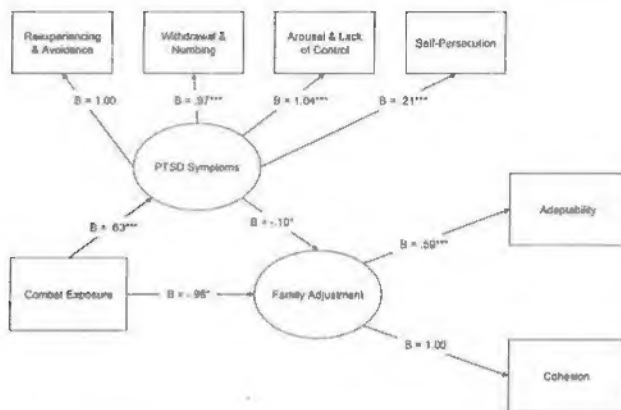 Reexperiencing
& Avoidance
Withdrawal &
Numbing
Arousal & Lack
of Control
Self-Persecution
B = 1.00
B = .97***
B = 1.04***
B = .21***
PTSD Symptoms
B = .63***
B = -.10*
B = .59***
Adaptability
Combat Exposure
B = -.96*
Family Adjustment
B = 1.00
Cohesion